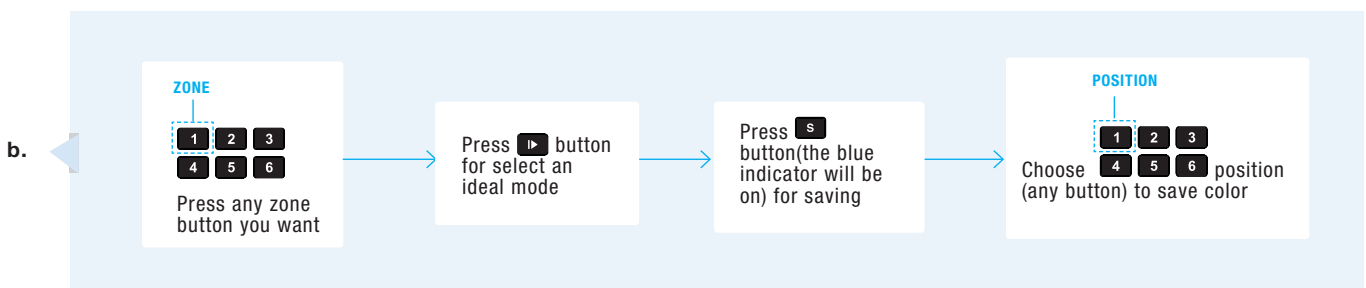 b.
ZONE
1 2 3
4 5 6
Press any zone
button you want
Press button
for select an
ideal mode
Press S
button(the blue
indicator will be
on) for saving
POSITION
1 2 3
Choose 4 5 6 position
(any button) to save color